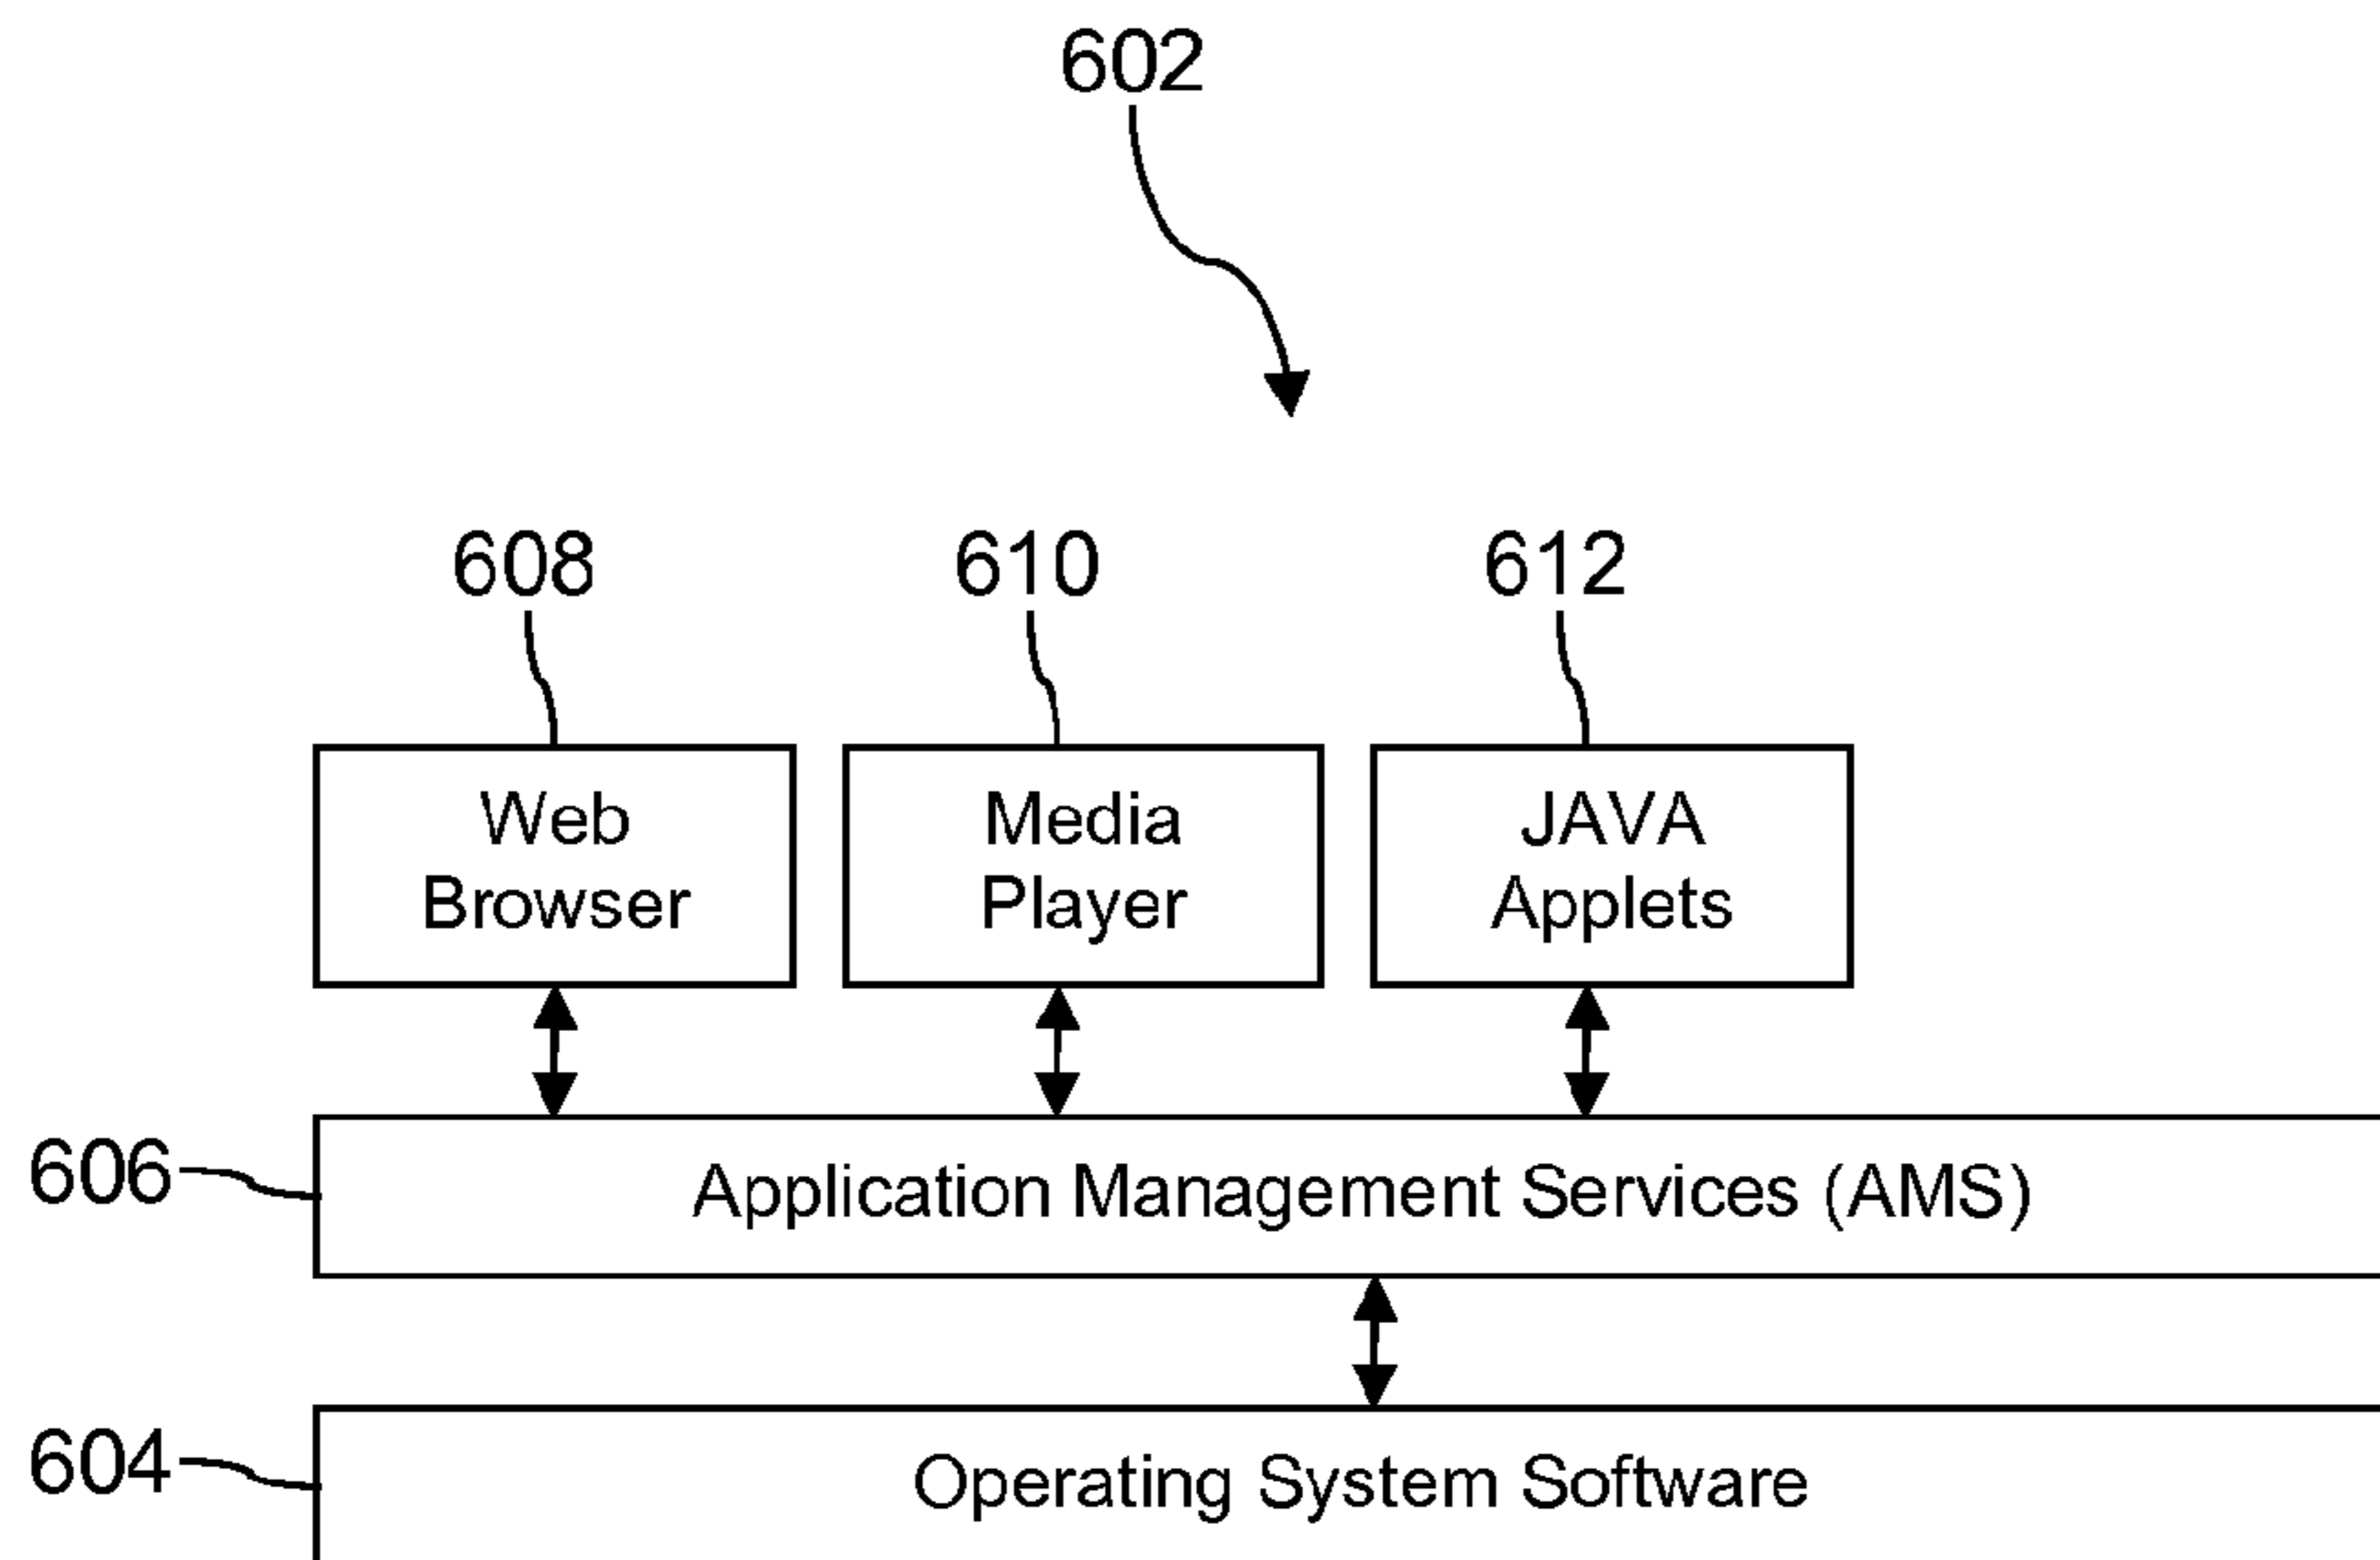 602
608 610 612
Web Browser
Media Player
JAVA Applets
606
Application Management Services (AMS)
604
Operating System Software